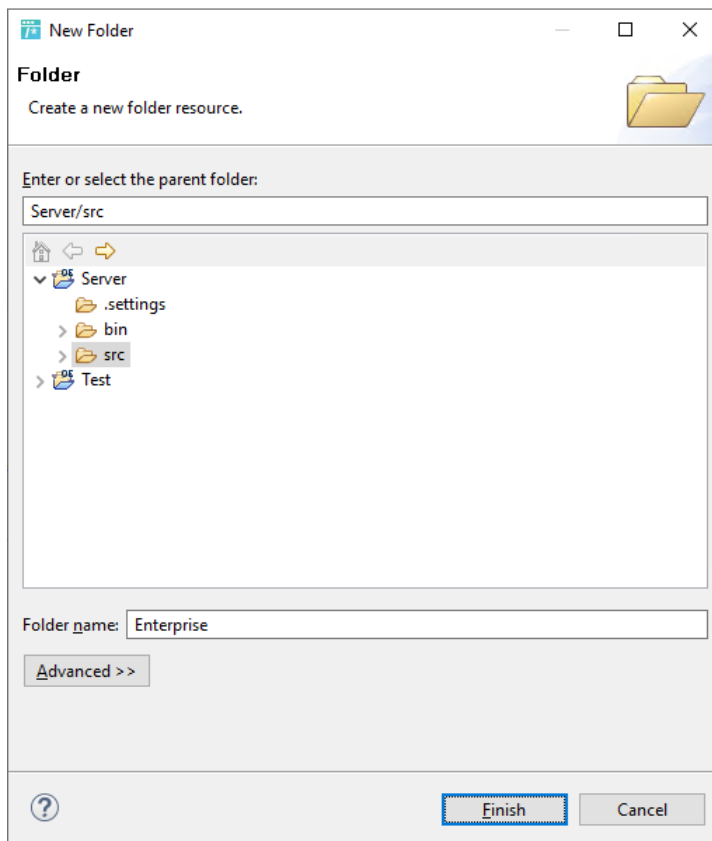 New Folder
Folder
Create a new folder resource.
Enter or select the parent folder:
Server/src
Server
.settings
bin
src
Test
Folder name: Enterprise
Advanced >>
Finish Cancel